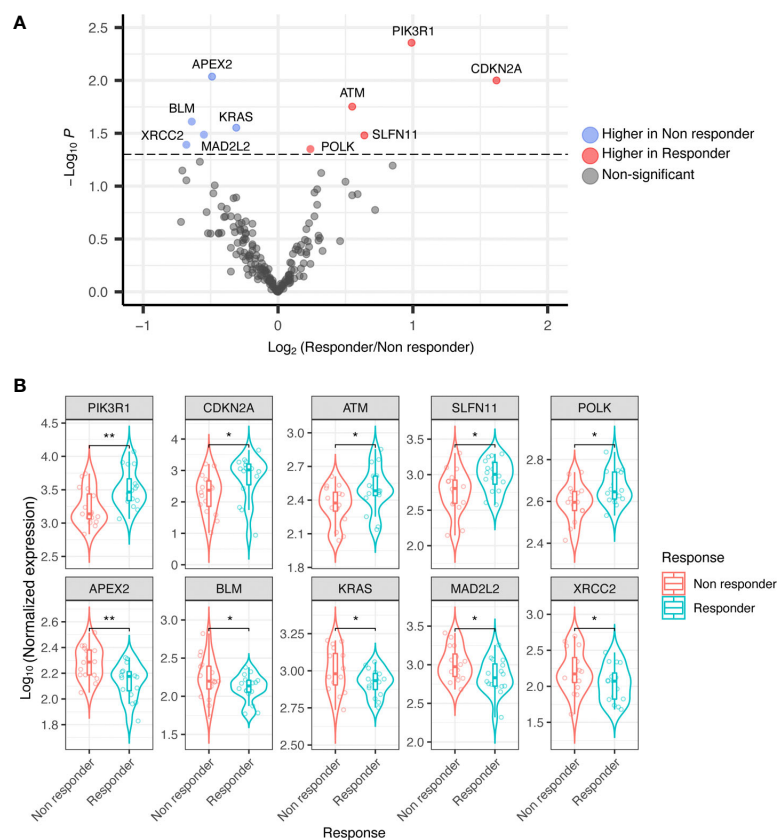 A
2.5
2.0
1.5
1.0
0.5
0.0
−Log10 P
PIK3R1
CDKN2A
APEX2
ATM
BLM
KRAS
XRCC2
MAD2L2
SLFN11
POLK
−1
0
1
2
Log2 (Responder/Non responder)
Higher in Non responder
Higher in Responder
Non-significant
B
PIK3R1
CDKN2A
ATM
SLFN11
POLK
4.5
4.0
3.5
3.0
**
4
3
2
1
0
*
3.0
2.7
2.4
2.1
1.8
*
3.5
3.0
2.5
2.0
*
2.8
2.6
2.4
*
APEX2
BLM
KRAS
MAD2L2
XRCC2
2.6
2.4
2.2
2.0
1.8
**
3.1
2.8
2.5
2.2
1.9
1.6
*
3.25
3.00
2.75
2.50
*
3.5
3.0
2.5
2.0
*
3.0
2.5
2.0
1.5
*
Log10 (Normalized expression)
Non responder
Responder
Non responder
Responder
Non responder
Responder
Non responder
Responder
Non responder
Responder
Response
Response
Non responder
Responder